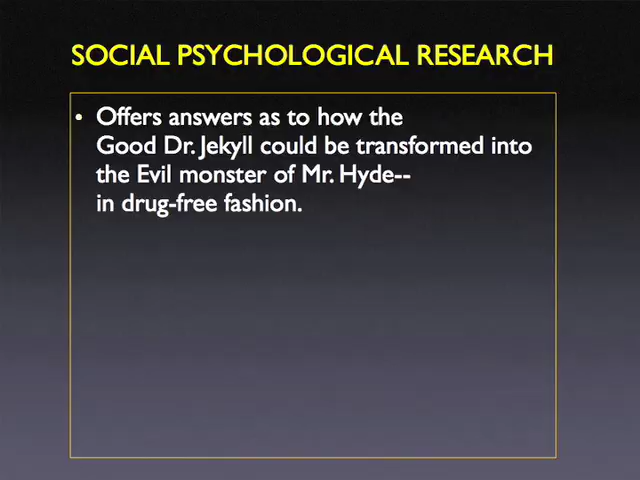 SOCIAL PSYCHOLOGICAL RESEARCH
• Offers answers as to how the
Good Dr. Jekyll could be transformed into
the Evil monster of Mr. Hyde--
in drug-free fashion.